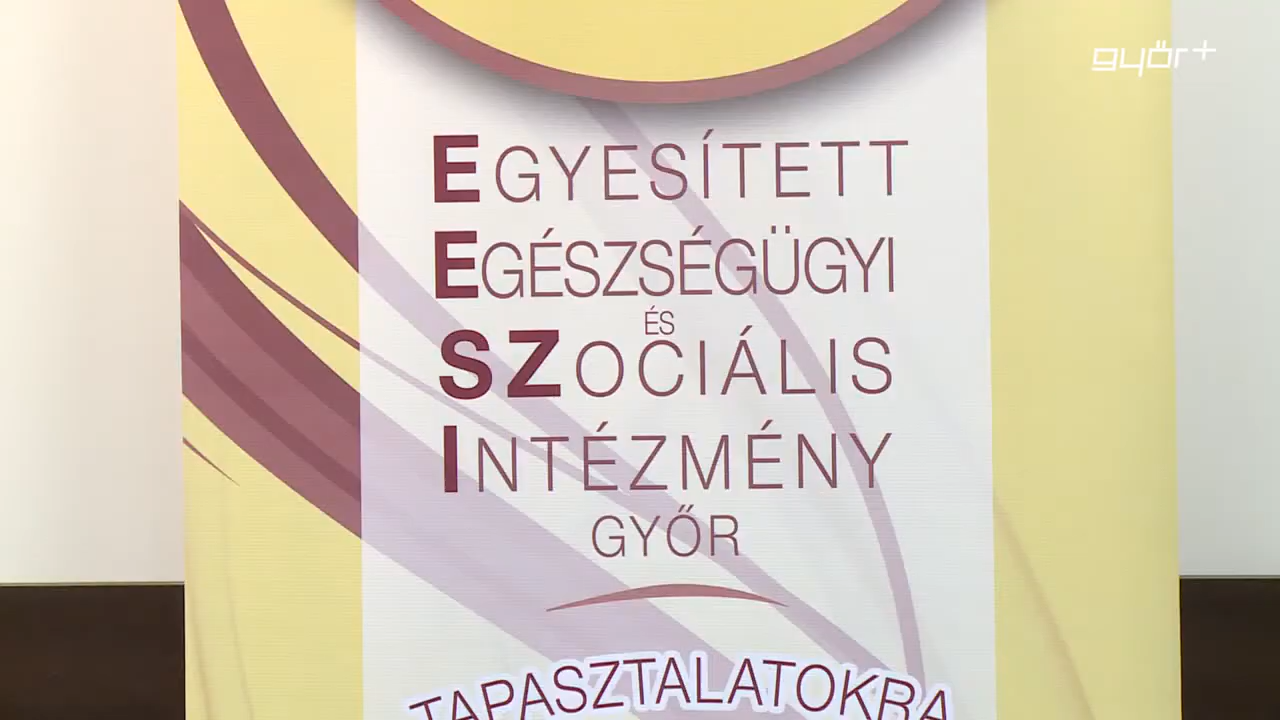 győr+
EGYESÍTETT
EGÉSZSÉGÜGYI
ÉS
SZOCIÁLIS
INTÉZMÉNY
GYŐR
TAPASZTALATOKRA